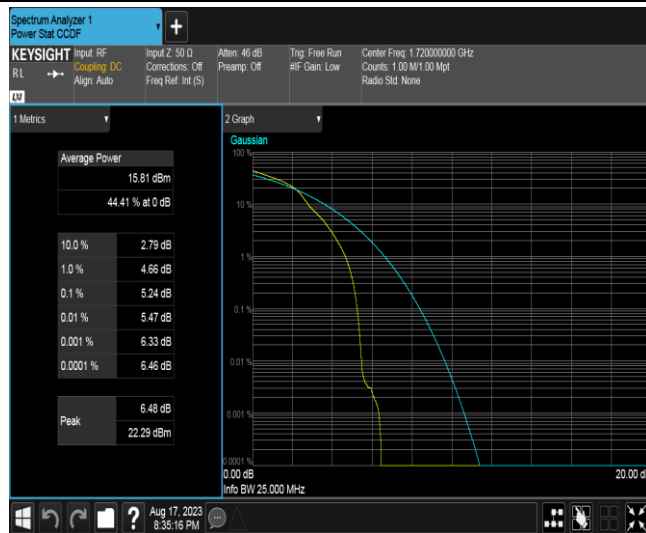 Spectrum Analyzer 1
Power Stat CCDF
+
KEYSIGHT
RL
LXI
Input: RF
Coupling: DC
Align: Auto
Input Z: 50 Ω
Corrections: Off
Freq Ref: Int (S)
Atten: 46 dB
Preamp: Off
Trig: Free Run
#IF Gain: Low
Center Freq: 1.720000000 GHz
Counts: 1.00 M/1.00 Mpt
Radio Std: None
1 Metrics
Average Power
15.81 dBm
44.41 % at 0 dB
10.0 % 2.79 dB
1.0 % 4.66 dB
0.1 % 5.24 dB
0.01 % 5.47 dB
0.001 % 6.33 dB
0.0001 % 6.46 dB
Peak 6.48 dB
22.29 dBm
2 Graph
Gaussian
100 %
10 %
1 %
0.1 %
0.01 %
0.001 %
0.0001 %
0.00 dB 20.00 d
Info BW 25.000 MHz
?
Aug 17, 2023
8:35:16 PM